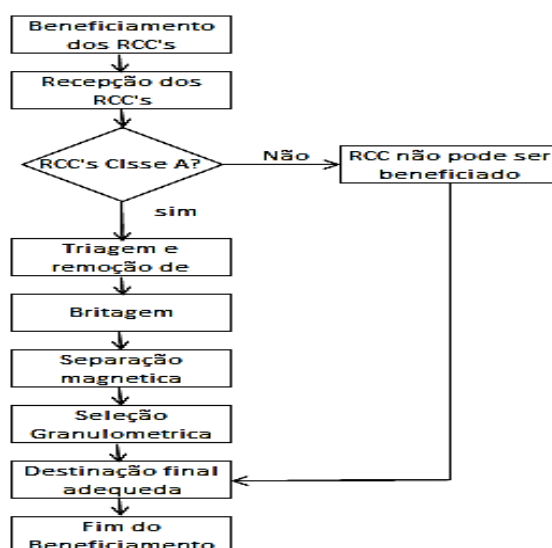 Beneficiamento
dos RCC's
Recepção dos
RCC's
RCC's Clsse A?
Não
RCC não pode ser
beneficiado
sim
Triagem e
remoção de
Britagem
Separação
magnetica
Seleção
Granulometrica
Destinação final
adequeda
Fim do
Beneficiamento